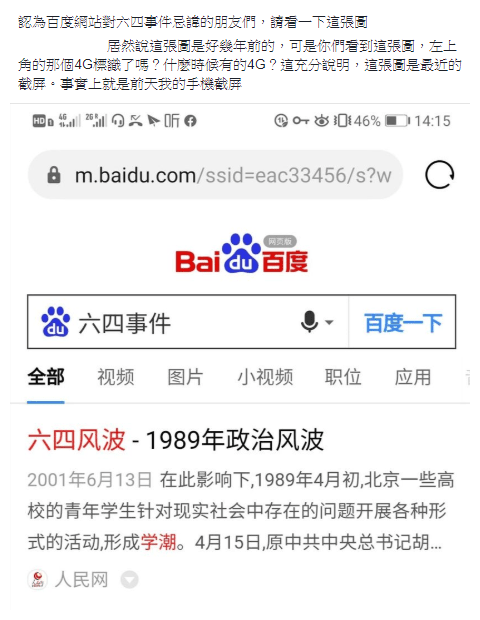 認為百度網站對六四事件忌諱的朋友們，請看一下這張圖
居然說這張圖是好幾年前的，可是你們看到這張圖，左上
角的那個4G標識了嗎？什麼時候有的4G？這充分說明，這張圖是最近的
截屏。事實上就是前天我的手機截屏
HD 4G 26 K/s 听 46% 14:15
m.baidu.com/ssid=eac33456/s?w
Bai du 百度 网页版
du 六四事件 百度一下
全部 视频 图片 小视频 职位 应用
六四风波 - 1989年政治风波
2001年6月13日 在此影响下,1989年4月初,北京一些高
校的青年学生针对现实社会中存在的问题开展各种形
式的活动,形成学潮。4月15日,原中共中央总书记胡...
人民网